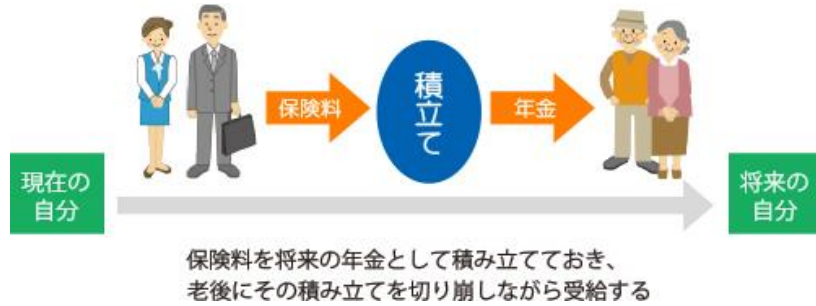 保険料
積立て
年金
現在の
自分
将来の
自分
保険料を将来の年金として積み立てておき、
老後にその積み立てを切り崩しながら受給する